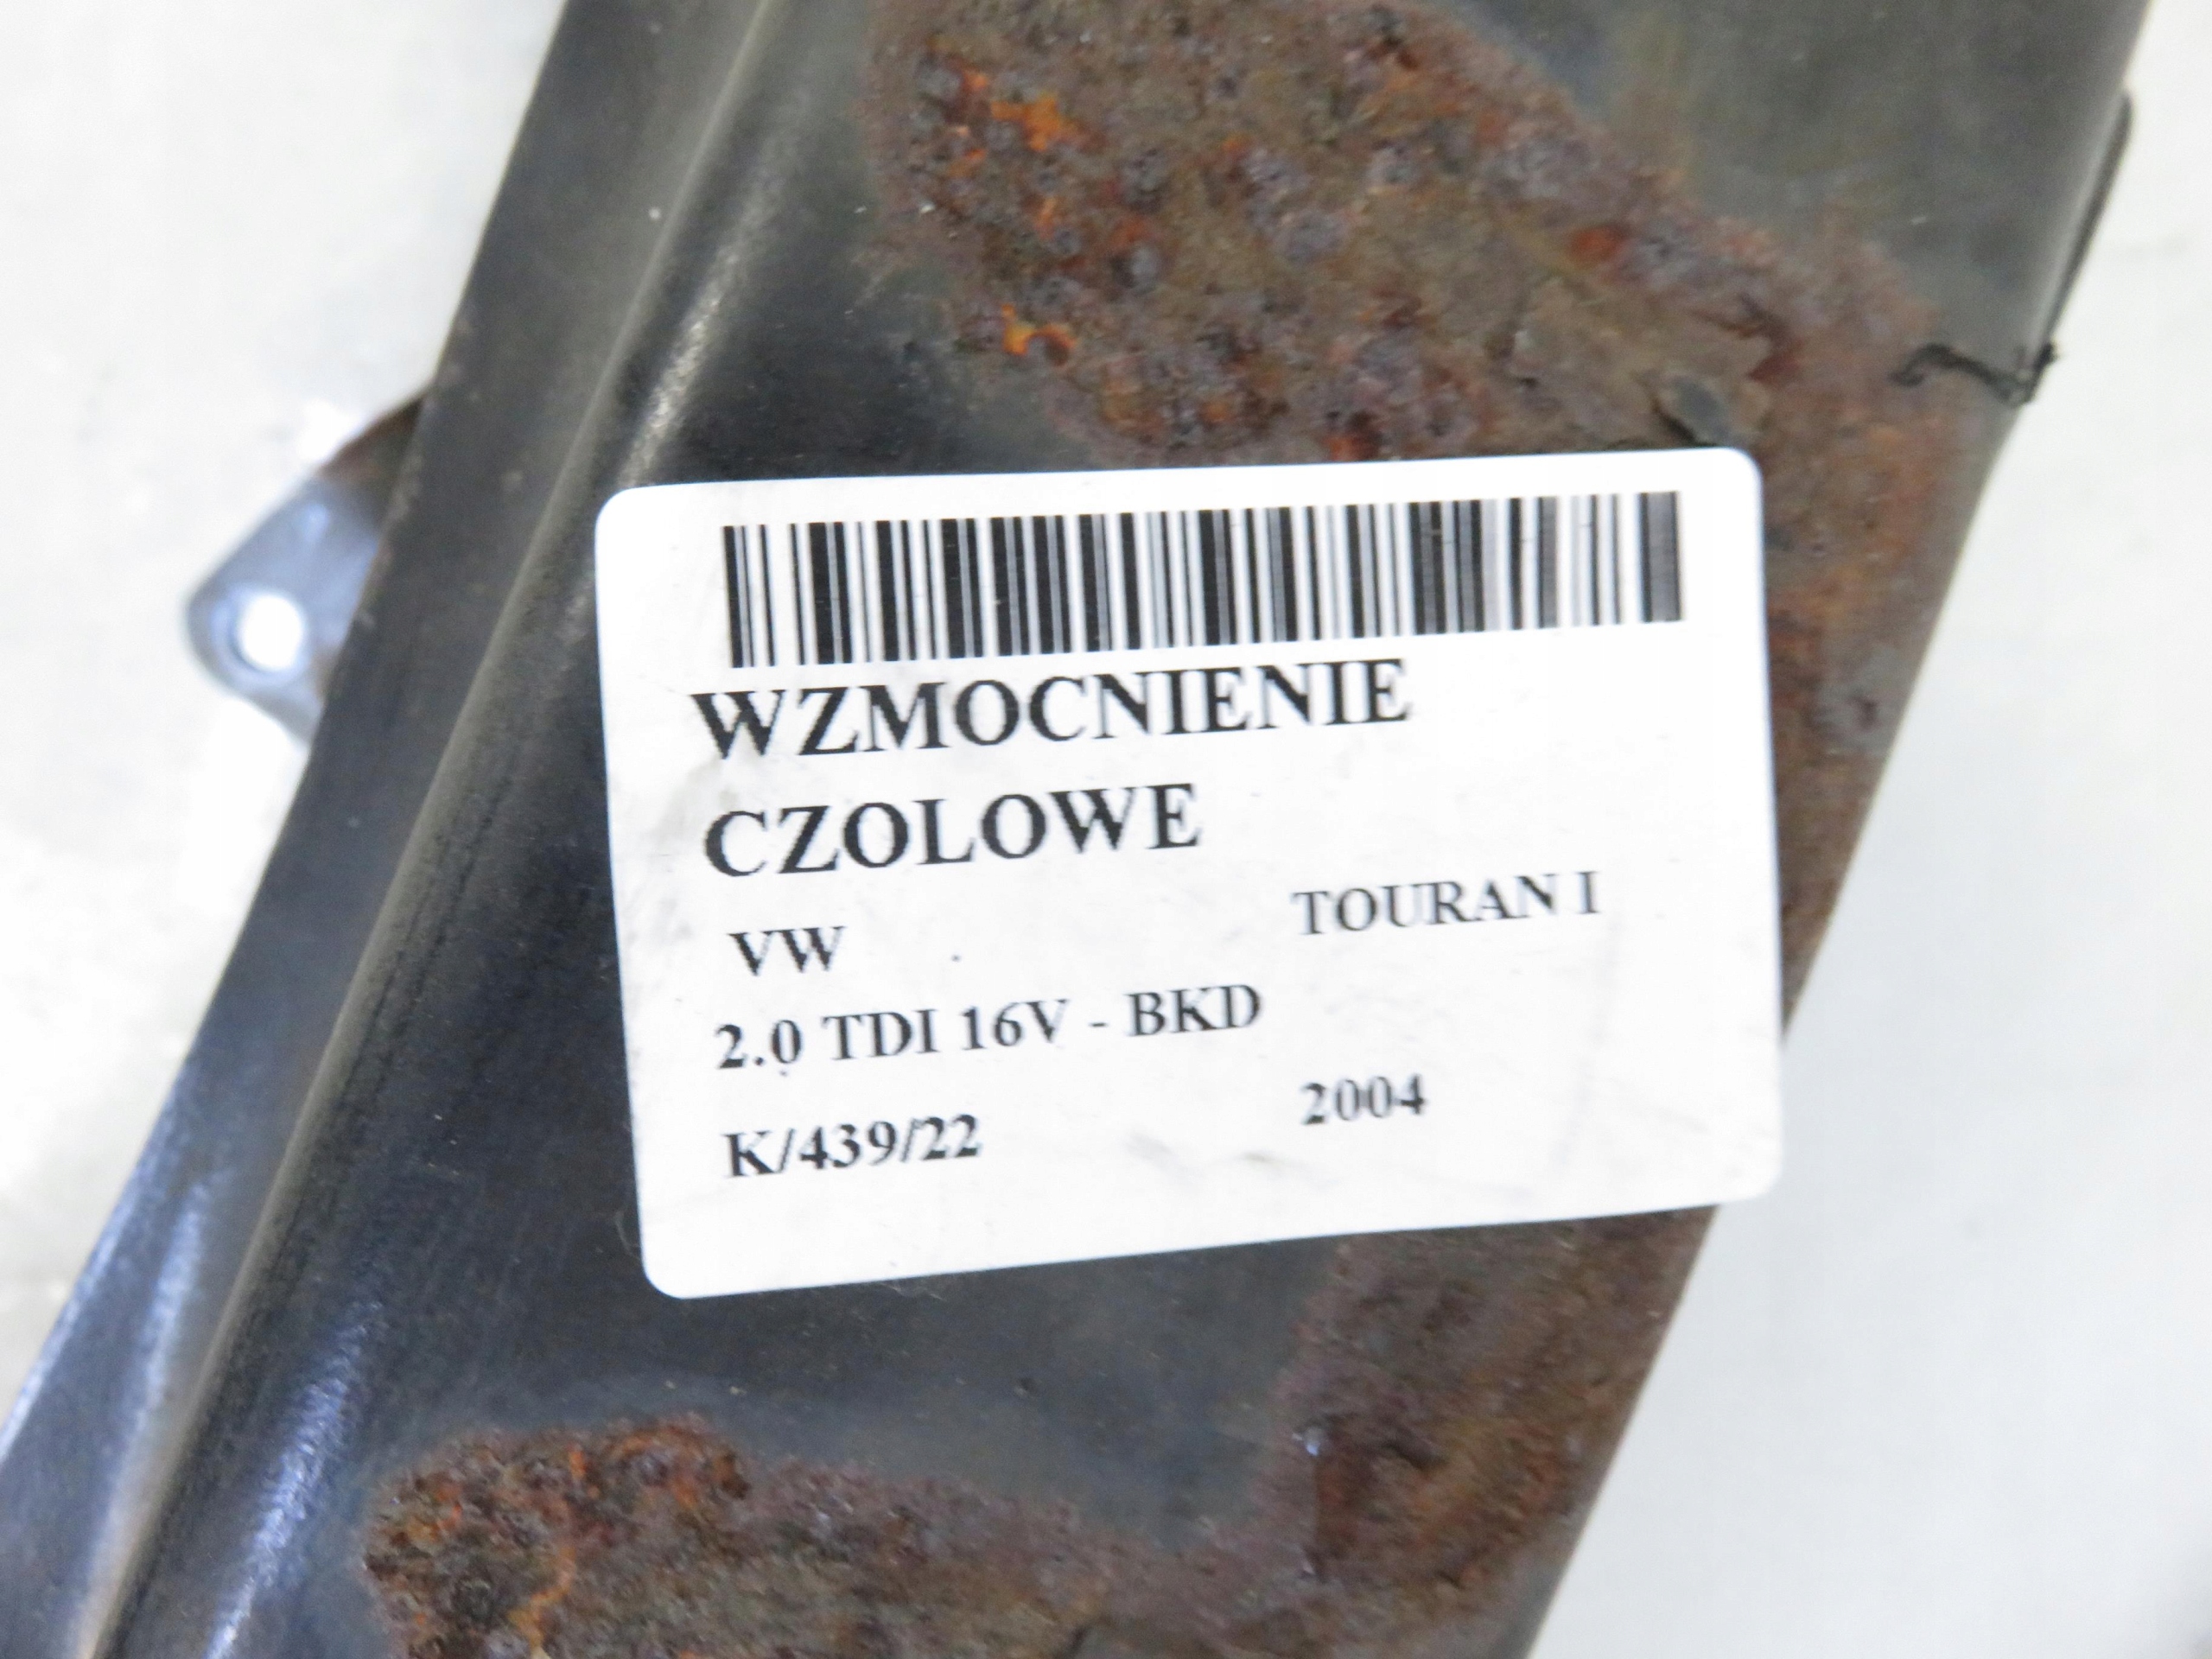 WZMOCNIENIE
CZOLOWE
VW TOURAN I
2.0 TDI 16V - BKD
K/439/22 2004